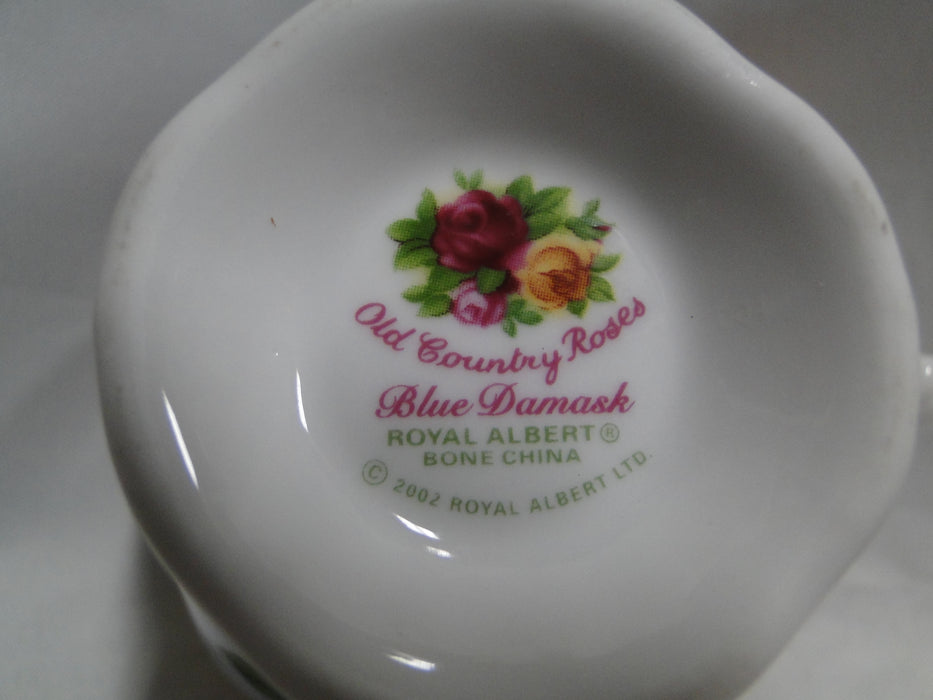 Old Country Roses
Blue Damask
ROYAL ALBERT®
BONE CHINA
© 2002 ROYAL ALBERT LTD.